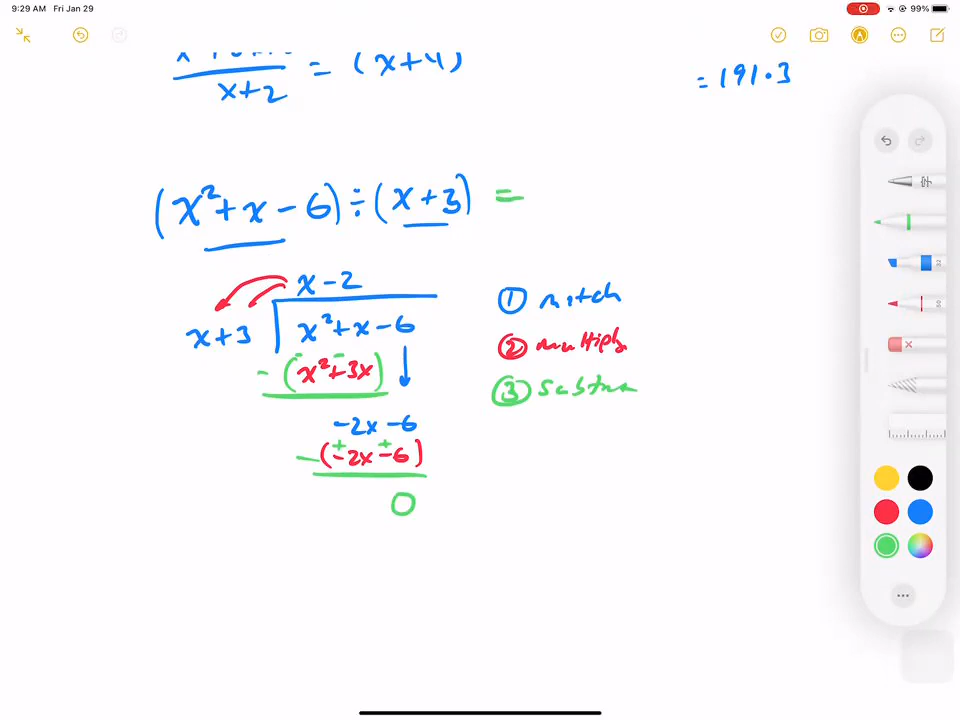 9:29 AM Fri Jan 29
99%
x+2 = (x+4)
= 191.3
(x²+x-6)÷(x+3) =
x-2
x+3 x²+x-6
-(x²+3x)
-2x-6
-(-2x-6)
0
① match
② multiply
③ subtract